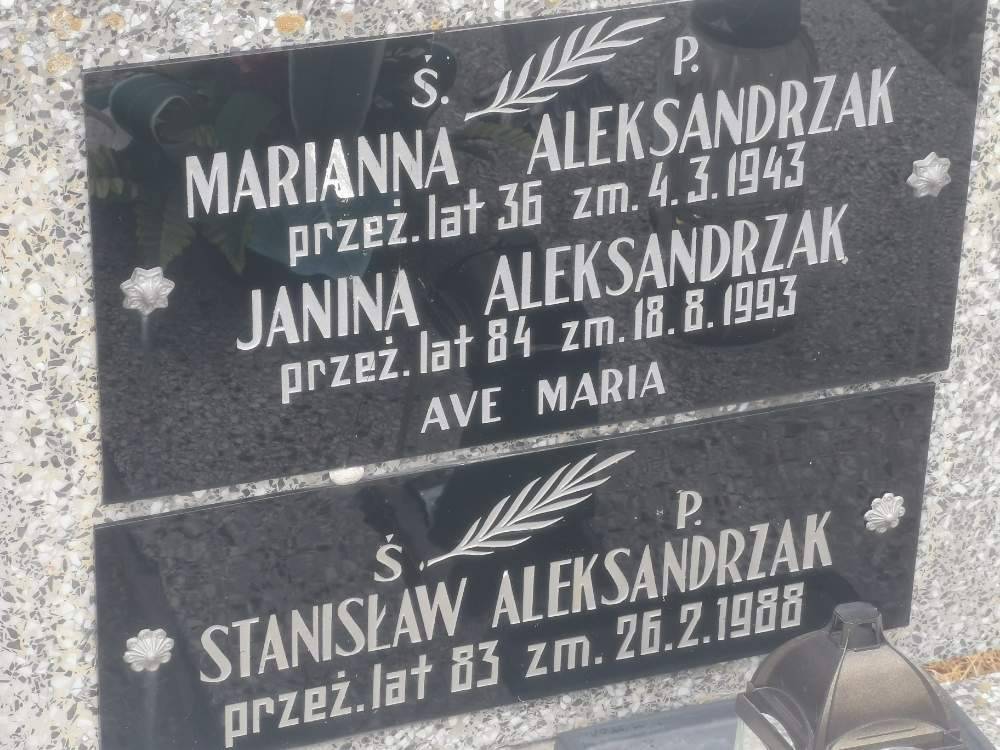 Ś. P.
MARIANNA ALEKSANDRZAK
przeż. lat 36 zm. 4.3.1943
JANINA ALEKSANDRZAK
przeż. lat 84 zm. 18.8.1993
AVE MARIA
Ś. P.
STANISŁAW ALEKSANDRZAK
przeż. lat 83 zm. 26.2.1988